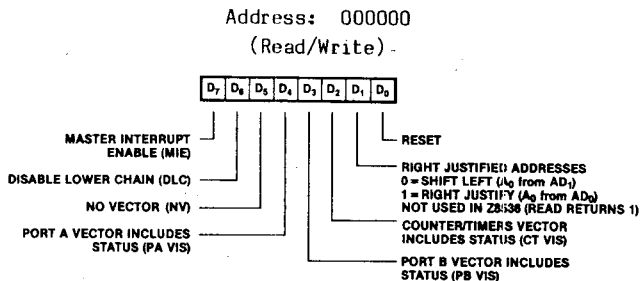 Address: 000000
(Read/Write)
D7 D6 D5 D4 D3 D2 D1 D0
MASTER INTERRUPT
ENABLE (MIE)
DISABLE LOWER CHAIN (DLC)
NO VECTOR (NV)
PORT A VECTOR INCLUDES
STATUS (PA VIS)
RESET
RIGHT JUSTIFIED ADDRESSES
0 = SHIFT LEFT (A0 from AD1)
1 = RIGHT JUSTIFY (A0 from AD0)
NOT USED IN Z8536 (READ RETURNS 1)
COUNTER/TIMERS VECTOR
INCLUDES STATUS (CT VIS)
PORT B VECTOR INCLUDES
STATUS (PB VIS)